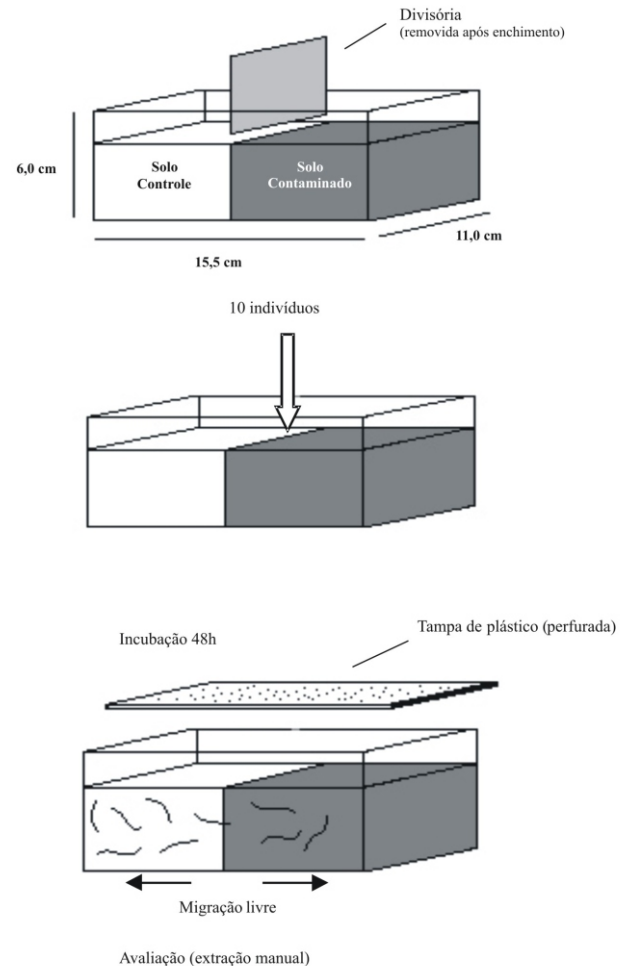 Divisória
(removida após enchimento)
6,0 cm
Solo
Controle
Solo
Contaminado
11,0 cm
15,5 cm
10 indivíduos
Incubação 48h
Tampa de plástico (perfurada)
Migração livre
Avaliação (extração manual)